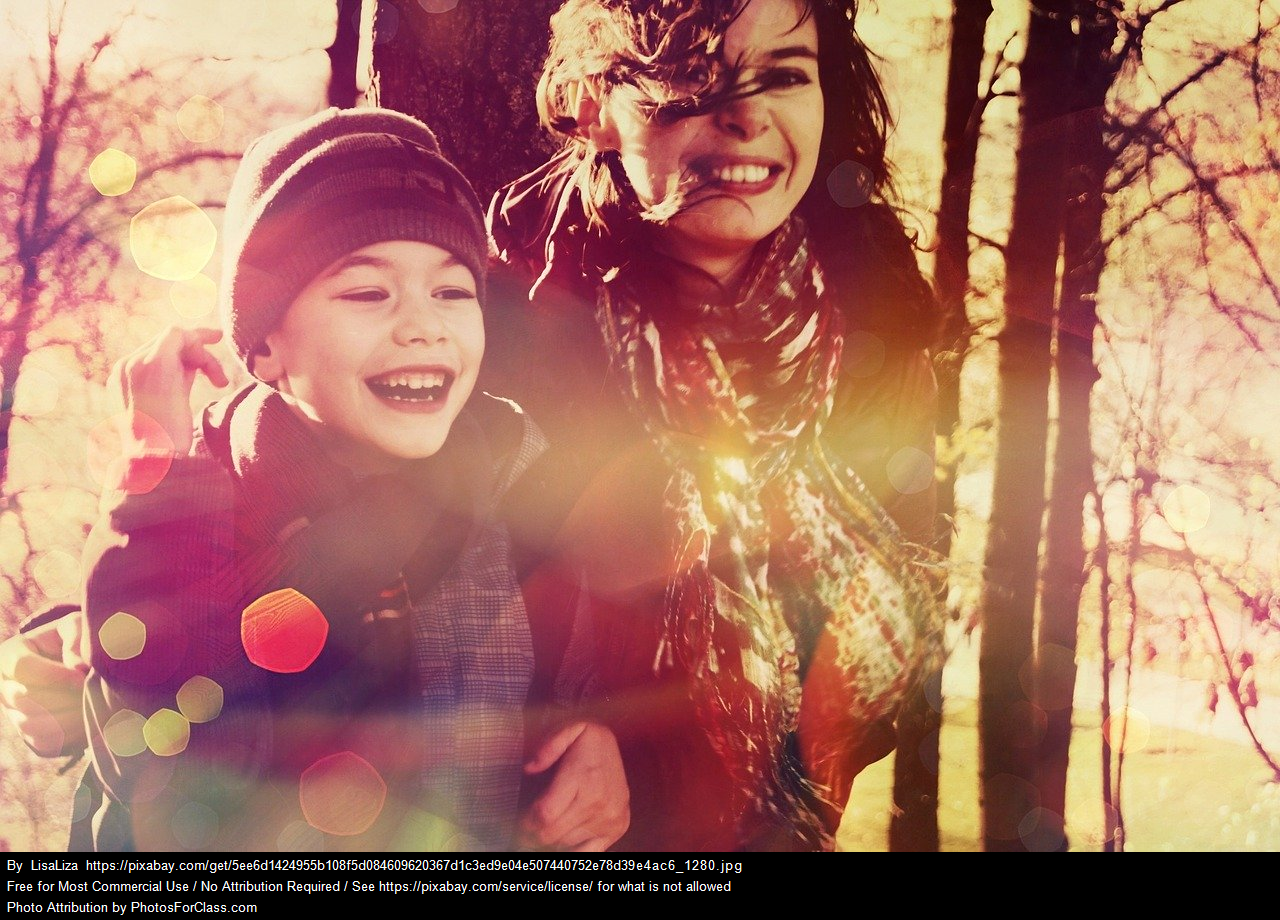 By LisaLiza https://pixabay.com/get/5ee6d1424955b108f5d084609620367d1c3ed9e04e507440752e78d39e4ac6_1280.jpg
Free for Most Commercial Use / No Attribution Required / See https://pixabay.com/service/license/ for what is not allowed
Photo Attribution by PhotosForClass.com